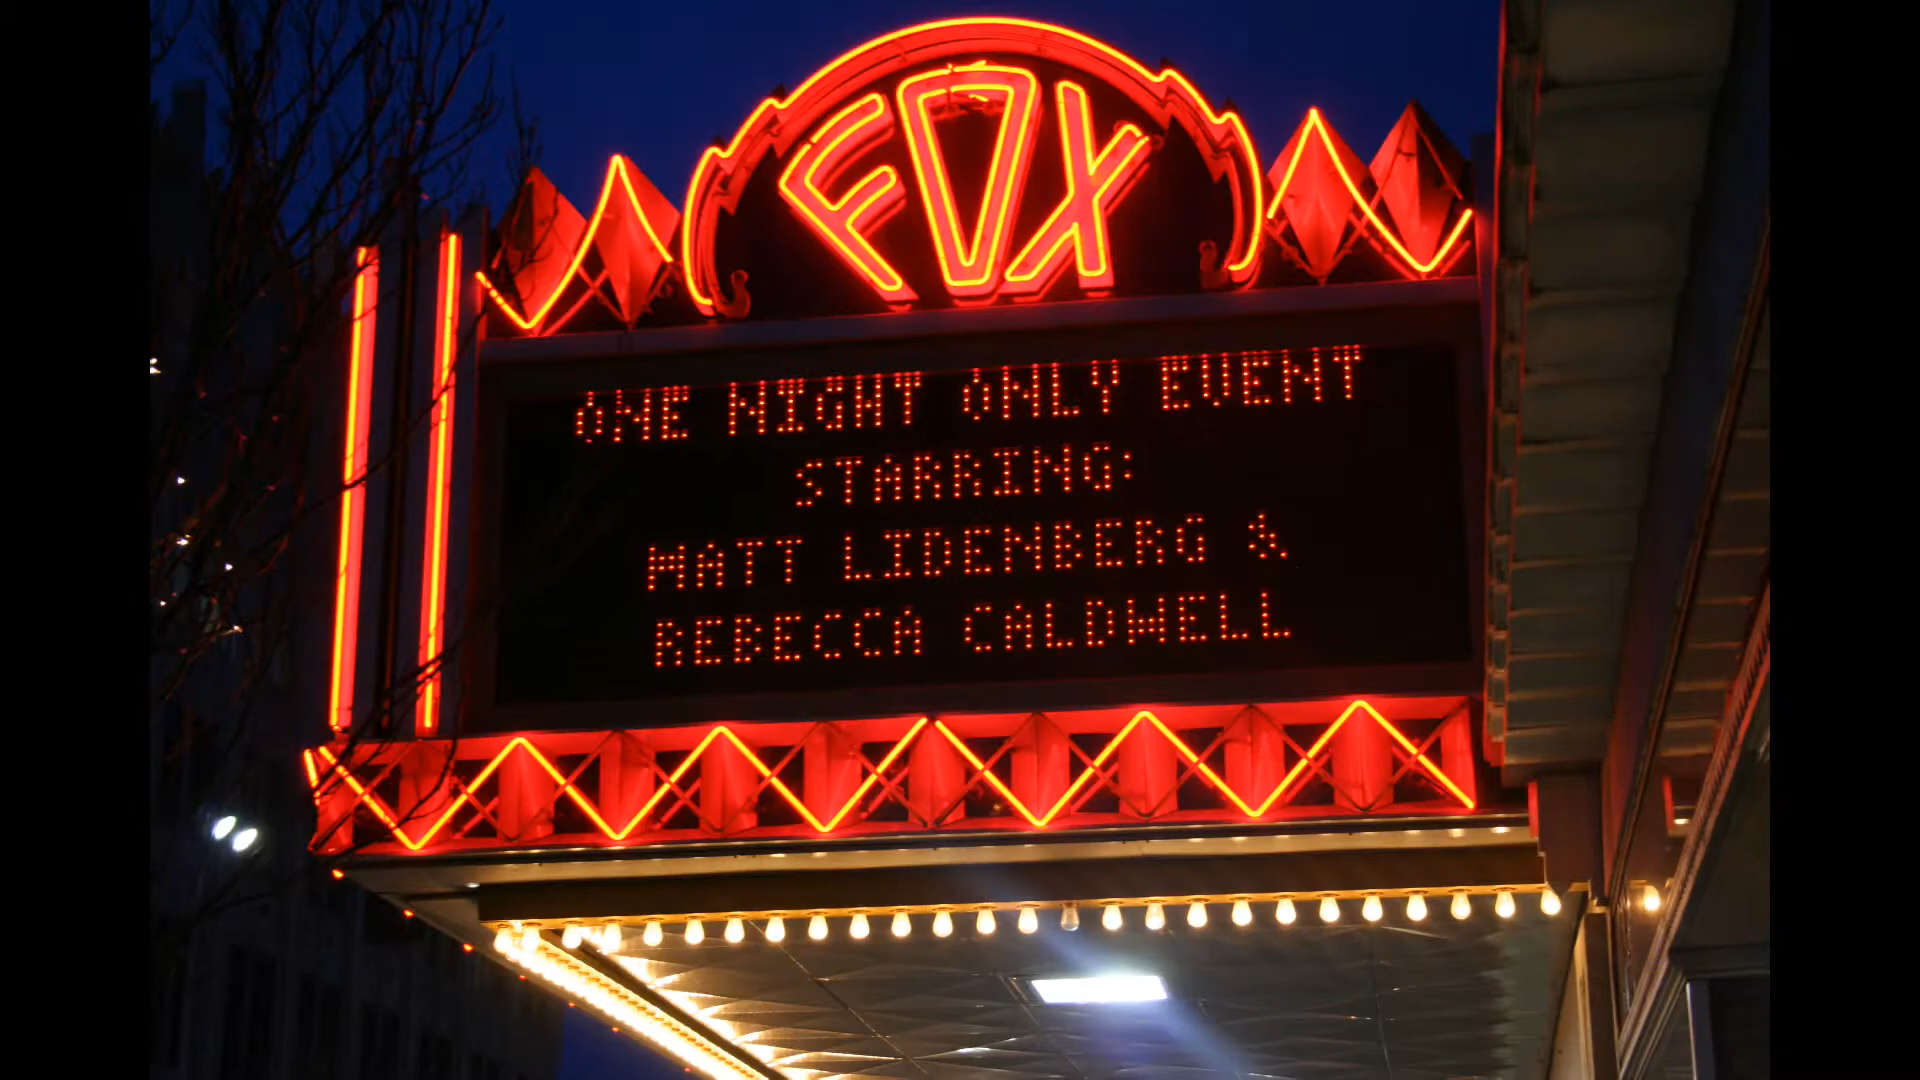 FOX
ONE NIGHT ONLY EVENT
STARRING:
MATT LIDENBERG &
REBECCA CALDWELL